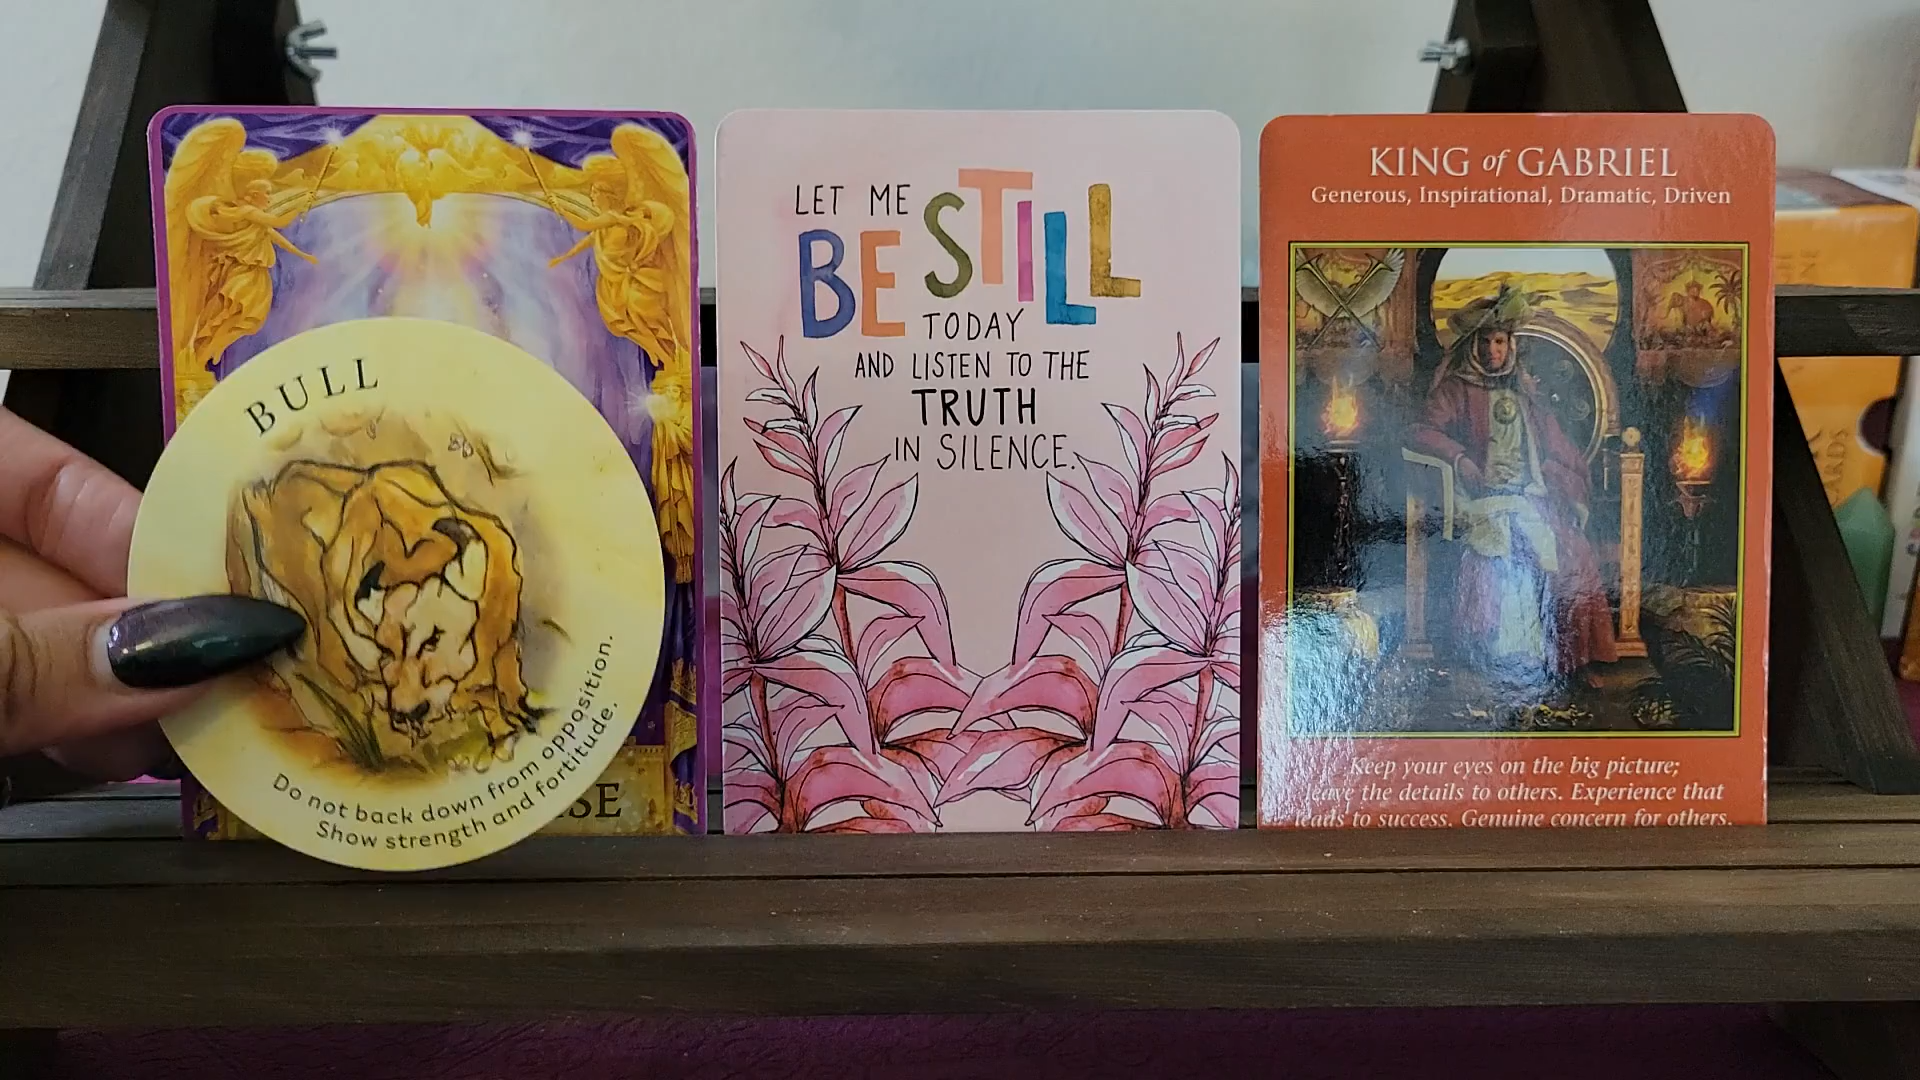 BULL
Do not back down from opposition.
Show strength and fortitude.
LET ME
BE STILL
TODAY
AND LISTEN TO THE
TRUTH
IN SILENCE.
KING of GABRIEL
Generous, Inspirational, Dramatic, Driven
Keep your eyes on the big picture;
leave the details to others. Experience that
leads to success. Genuine concern for others.